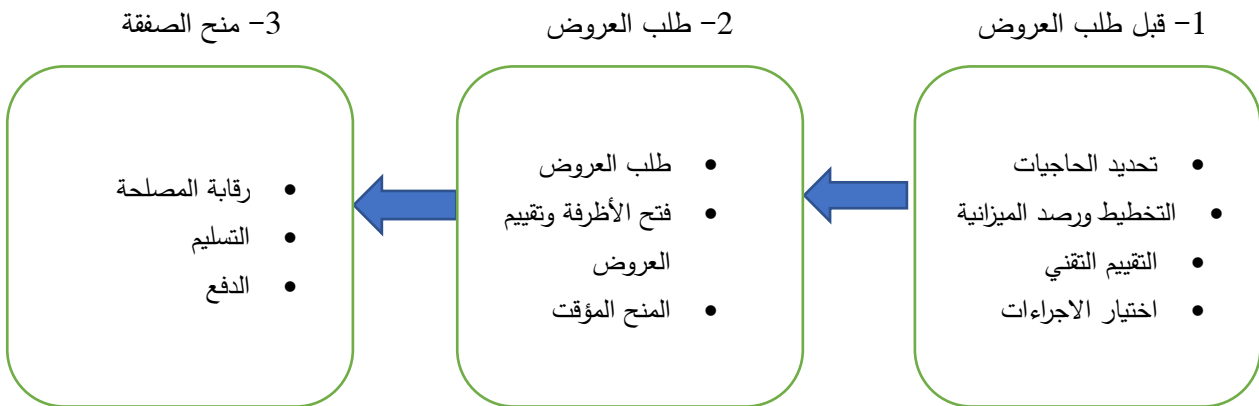 1- قبل طلب العروض
• تحديد الحاجيات
• التخطيط ورصد الميزانية
• التقييم التقني
• اختيار الاجراءات
2- طلب العروض
• طلب العروض
• فتح الأظرفة وتقييم
العروض
• المنح المؤقت
3- منح الصفقة
• رقابة المصلحة
• التسليم
• الدفع